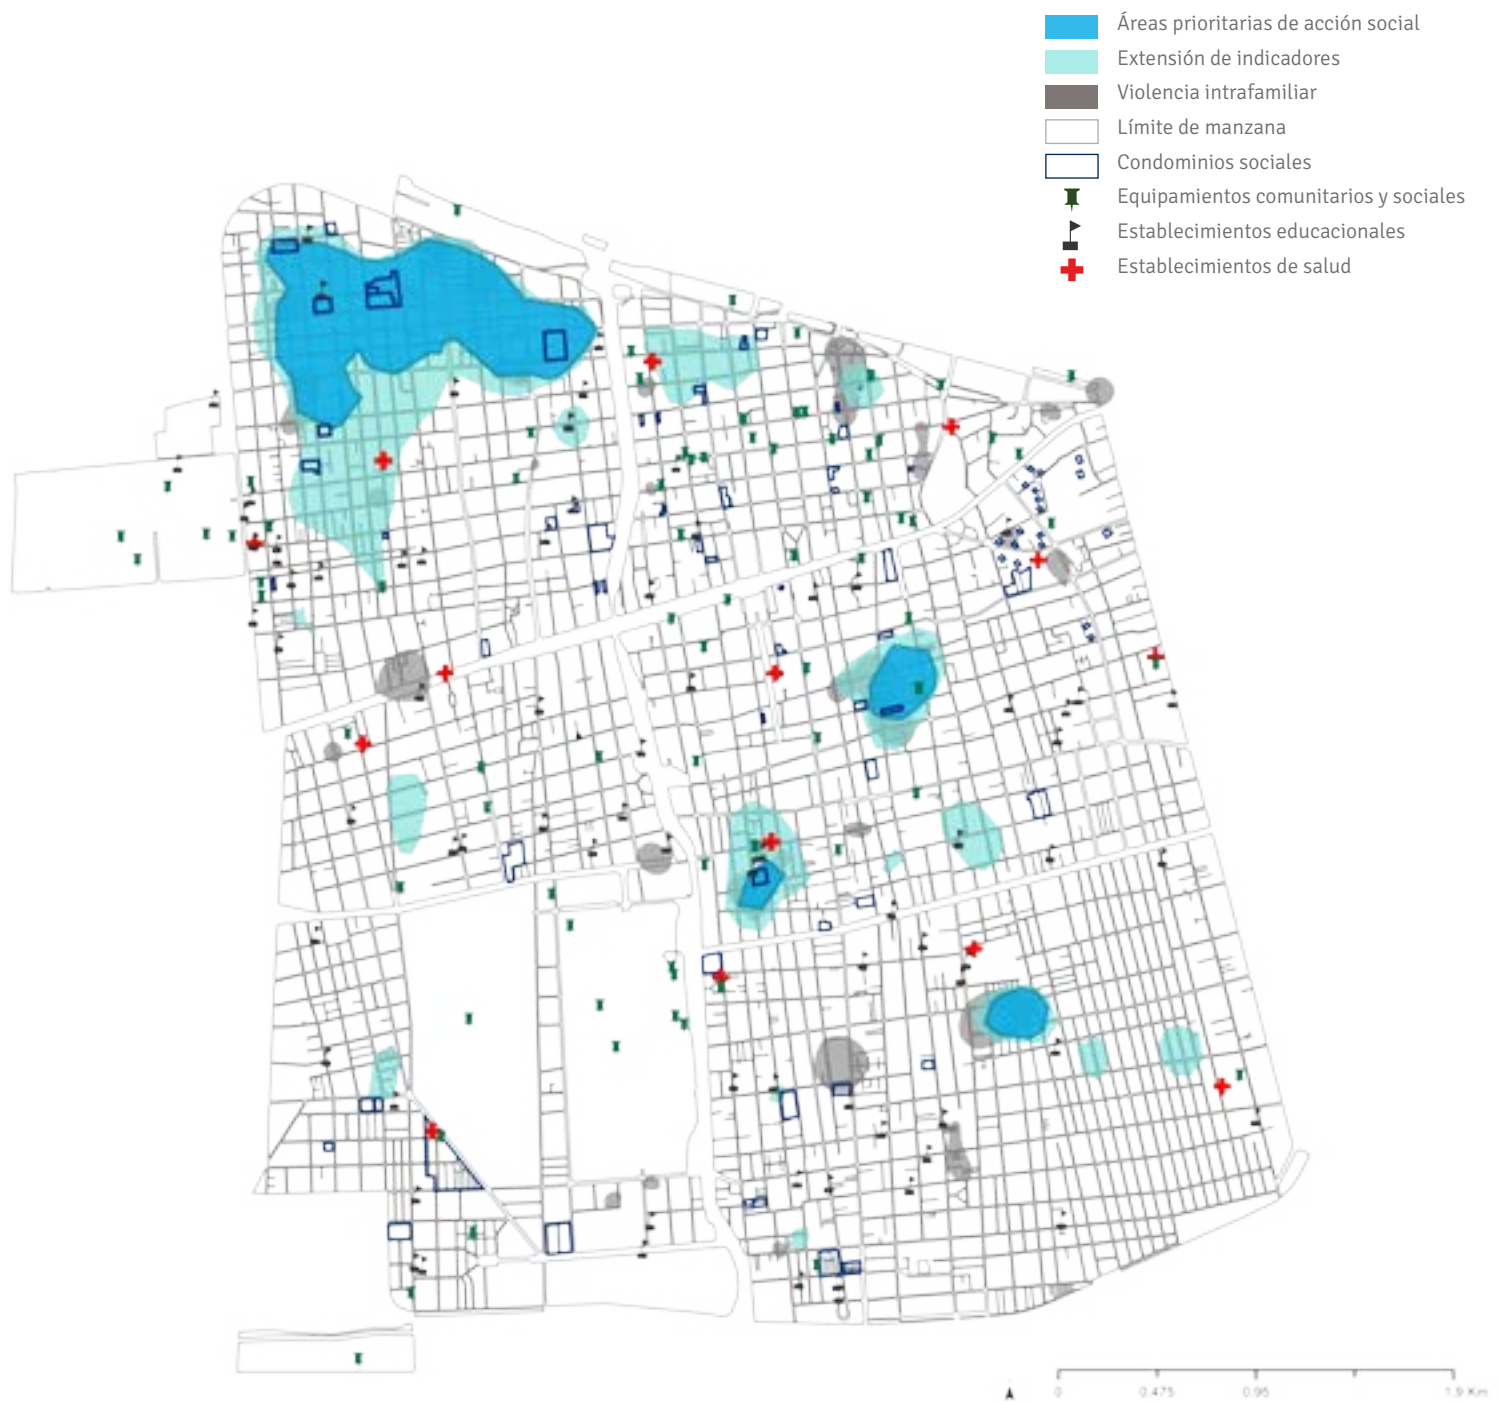 Áreas prioritarias de acción social
Extensión de indicadores
Violencia intrafamiliar
Límite de manzana
Condominios sociales
Equipamientos comunitarios y sociales
Establecimientos educacionales
Establecimientos de salud
0 0.475 0.95 1.9 Km